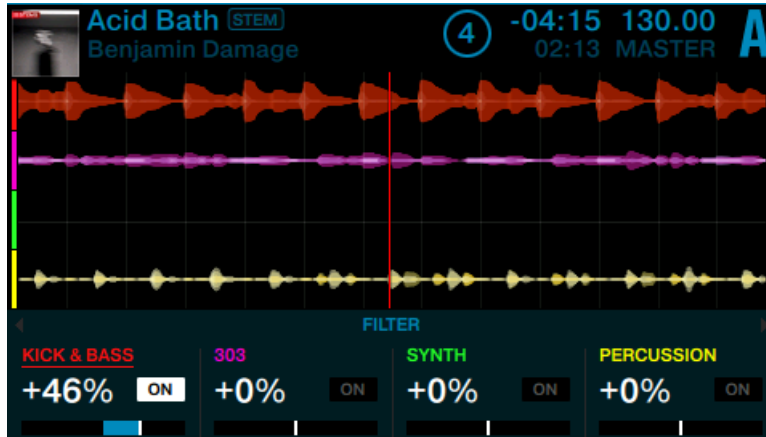 Acid Bath STEM 4 -04:15 130.00 A
Benjamin Damage 02:13 MASTER
FILTER
KICK & BASS 303 SYNTH PERCUSSION
+46% ON +0% ON +0% ON +0% ON